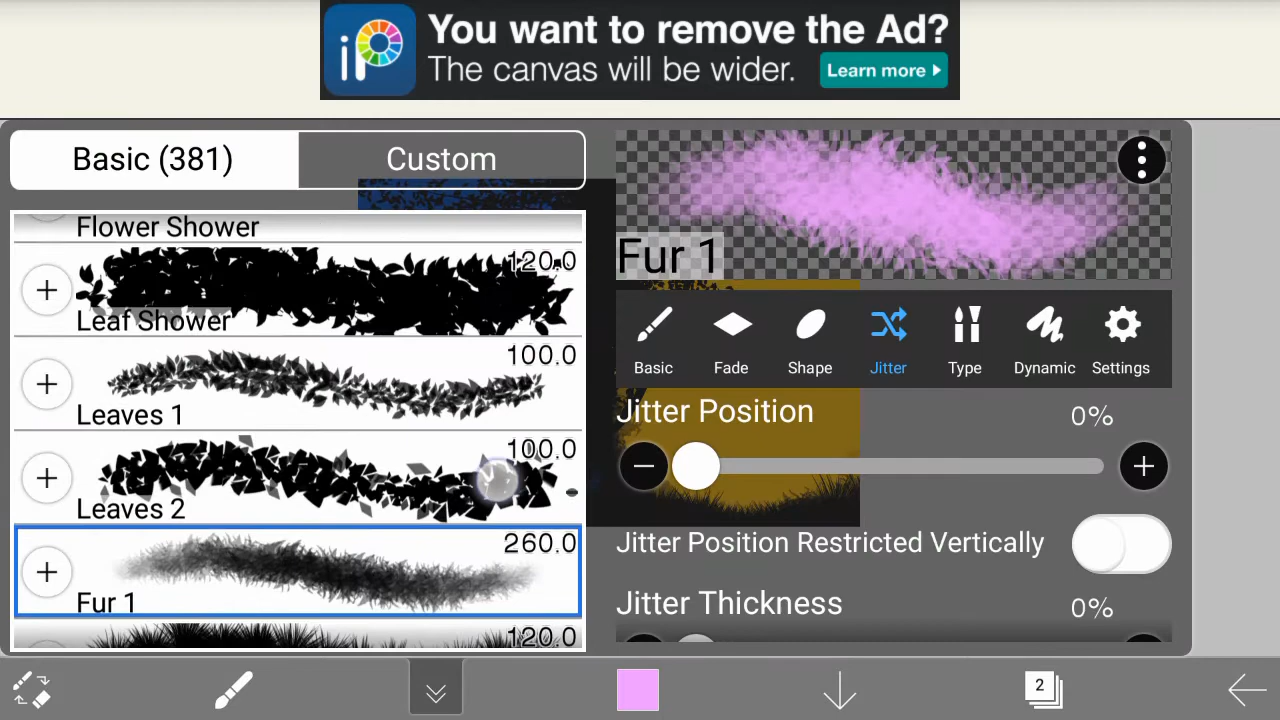 iP
You want to remove the Ad?
The canvas will be wider.
Learn more
Basic (381)
Custom
Flower Shower
120.0
Leaf Shower
100.0
Leaves 1
100.0
Leaves 2
260.0
Fur 1
120.0
Fur 1
Basic
Fade
Shape
Jitter
Type
Dynamic
Settings
Jitter Position
0%
Jitter Position Restricted Vertically
Jitter Thickness
0%
2